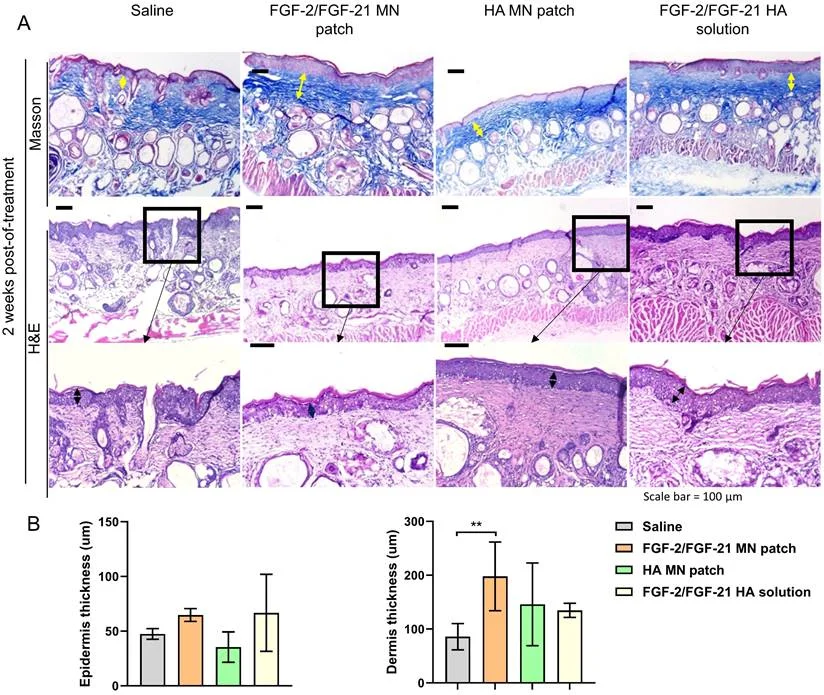 A
Saline
FGF-2/FGF-21 MN
patch
HA MN patch
FGF-2/FGF-21 HA
solution
2 weeks post-of-treatment
Masson
H&E
Scale bar = 100 μm
B
Epidermis thickness (um)
150
100
50
0
Dermis thickness (um)
300
200
100
0
**
Saline
FGF-2/FGF-21 MN patch
HA MN patch
FGF-2/FGF-21 HA solution